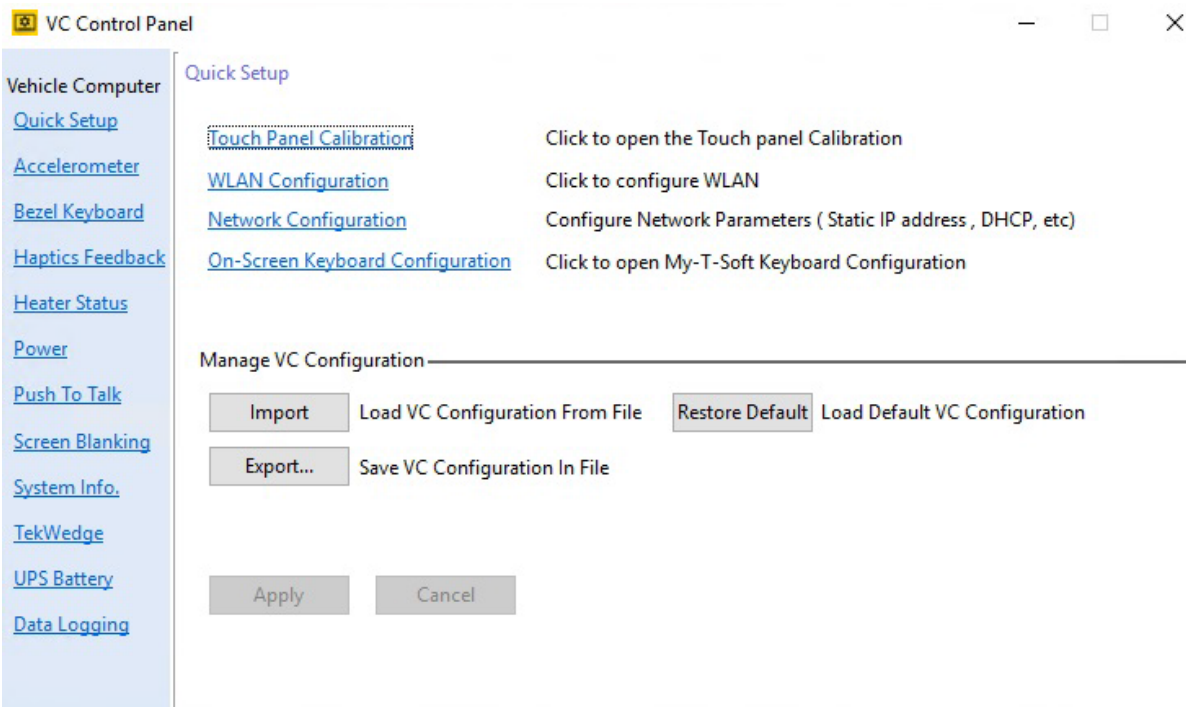 VC Control Panel
Vehicle Computer
Quick Setup
Accelerometer
Bezel Keyboard
Haptics Feedback
Heater Status
Power
Push To Talk
Screen Blanking
System Info.
TekWedge
UPS Battery
Data Logging
Quick Setup
Touch Panel Calibration Click to open the Touch panel Calibration
WLAN Configuration Click to configure WLAN
Network Configuration Configure Network Parameters ( Static IP address , DHCP, etc)
On-Screen Keyboard Configuration Click to open My-T-Soft Keyboard Configuration
Manage VC Configuration
Import Load VC Configuration From File Restore Default Load Default VC Configuration
Export... Save VC Configuration In File
Apply Cancel